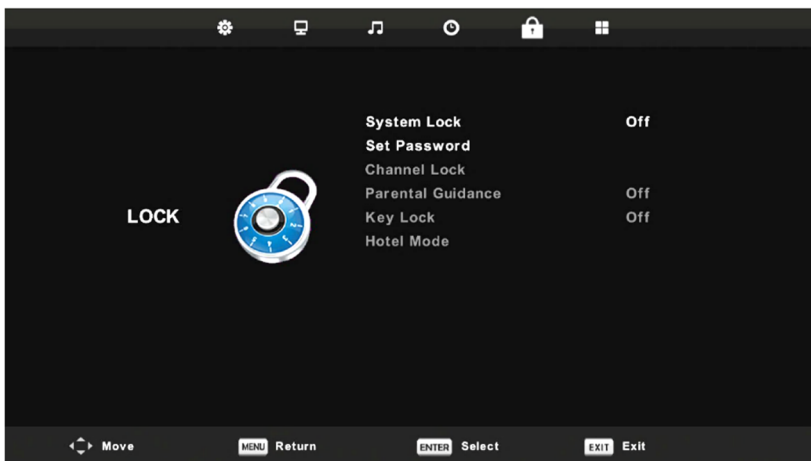 System Lock Off
Set Password
Channel Lock
Parental Guidance Off
LOCK
Key Lock Off
Hotel Mode
Move MENU Return ENTER Select EXIT Exit